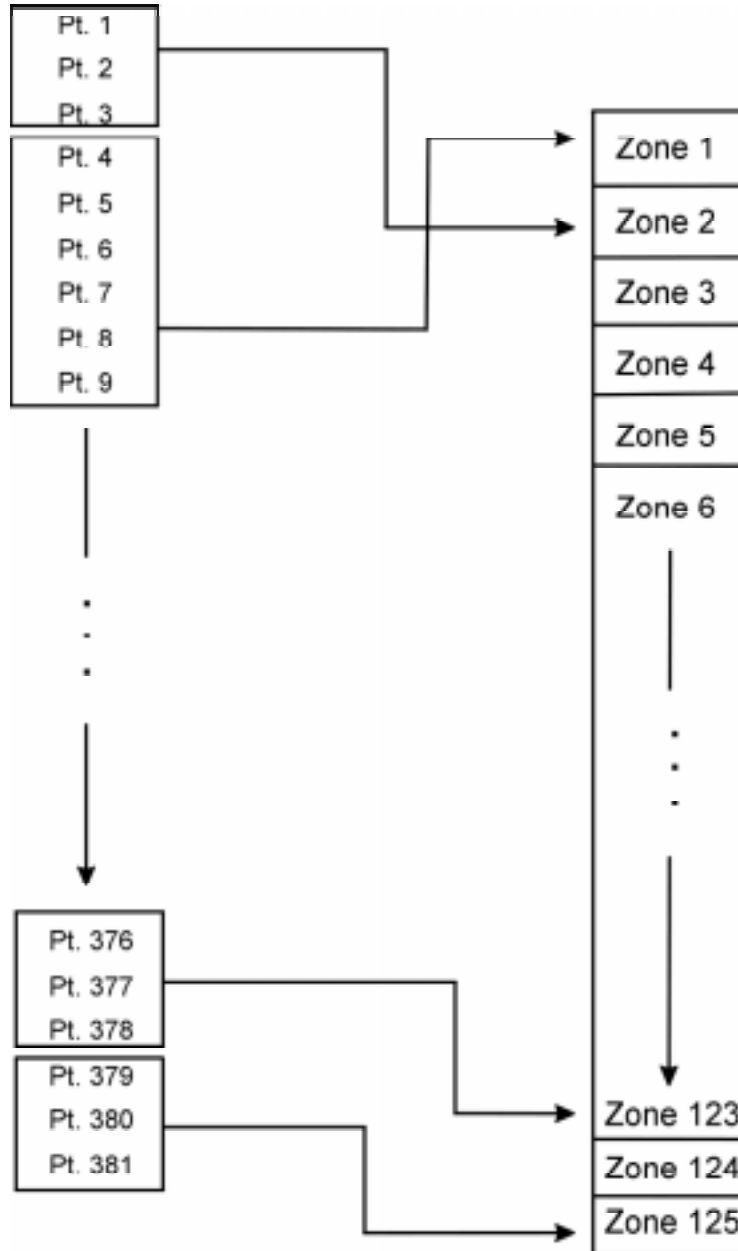 Pt. 1
Pt. 2
Pt. 3
Pt. 4
Pt. 5
Pt. 6
Pt. 7
Pt. 8
Pt. 9
Pt. 376
Pt. 377
Pt. 378
Pt. 379
Pt. 380
Pt. 381
Zone 1
Zone 2
Zone 3
Zone 4
Zone 5
Zone 6
Zone 123
Zone 124
Zone 125